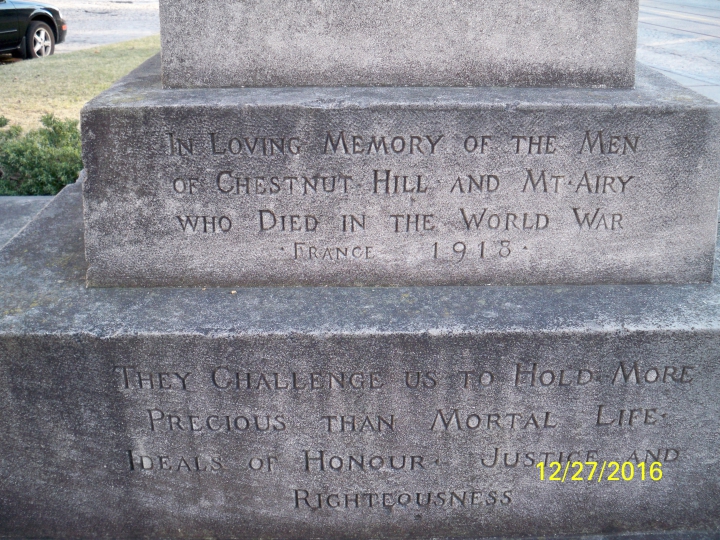 In Loving Memory of the Men
of Chestnut·Hill·and Mt·Airy
who Died in the World War
·France 1918·
They Challenge us to Hold·More
Precious than Mortal Life·
Ideals of Honour· Justice and
Righteousness
12/27/2016